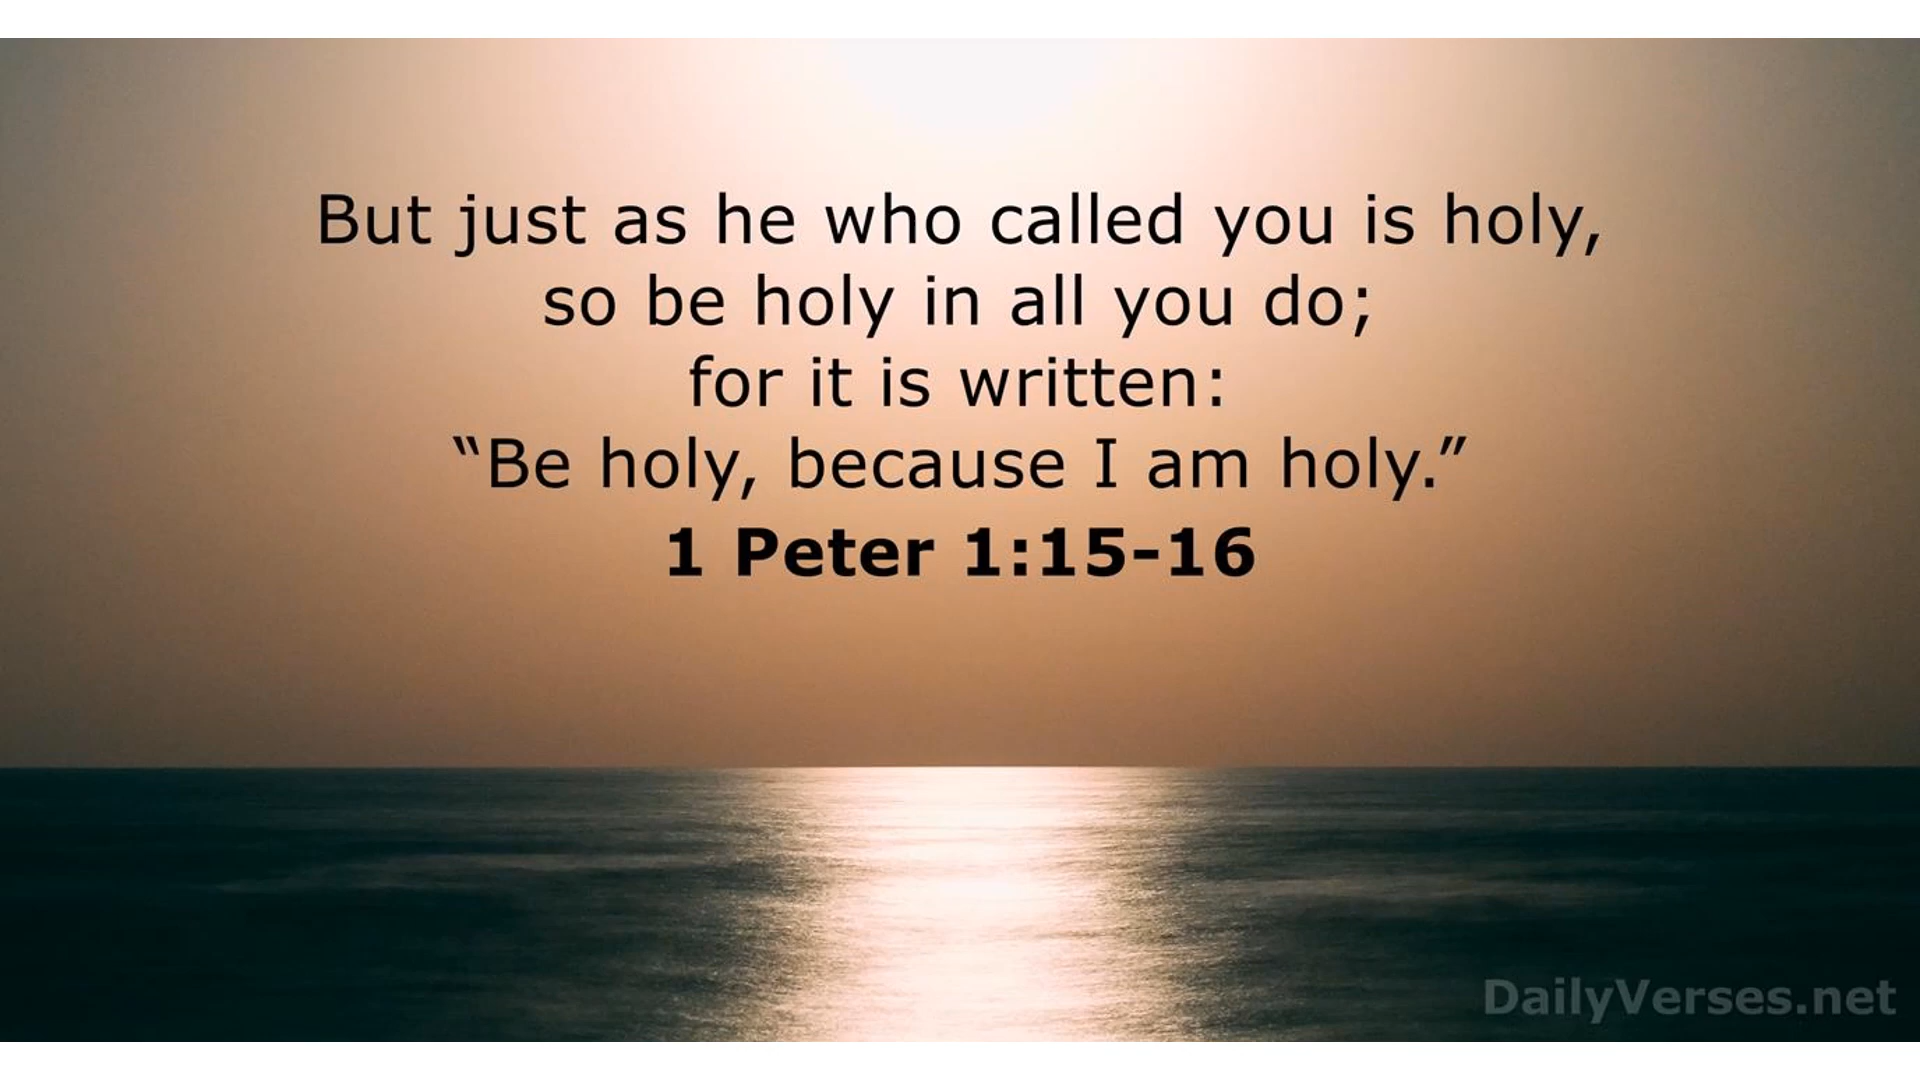 But just as he who called you is holy,
so be holy in all you do;
for it is written:
“Be holy, because I am holy.”
1 Peter 1:15-16
DailyVerses.net